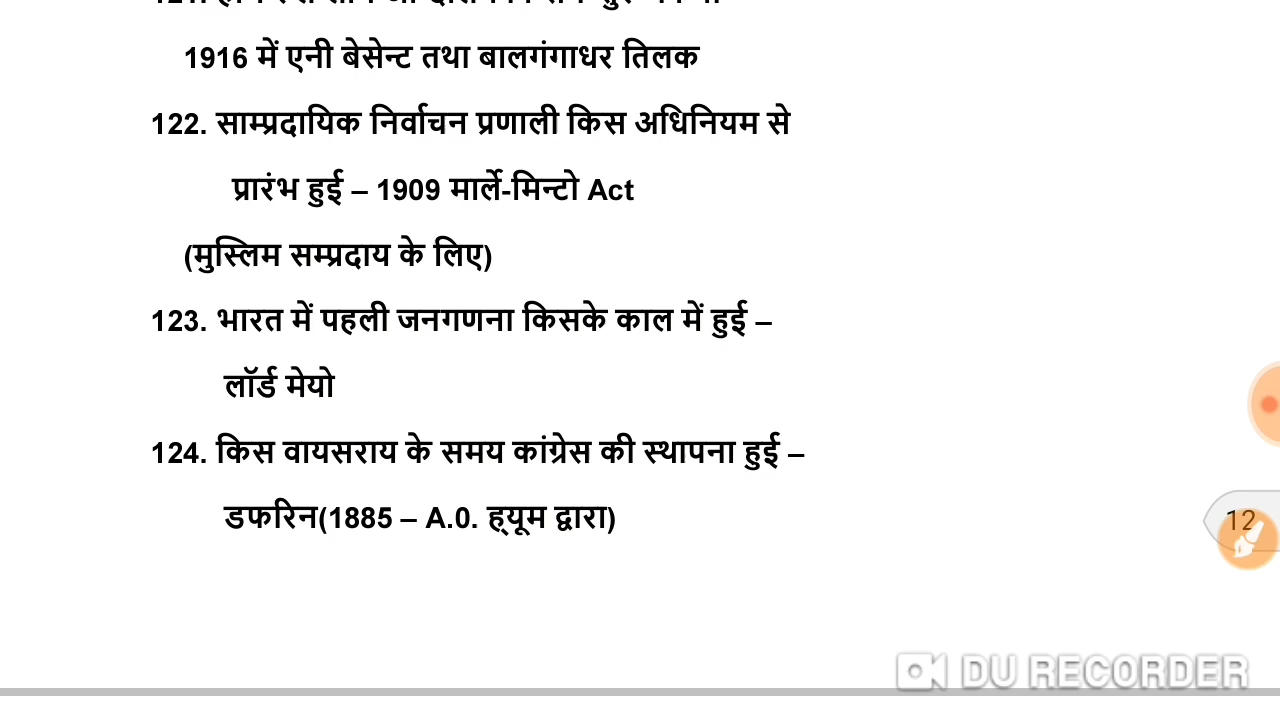 1916 में एनी बेसेन्ट तथा बालगंगाधर तिलक
122. साम्प्रदायिक निर्वाचन प्रणाली किस अधिनियम से
प्रारंभ हुई – 1909 मार्ले-मिन्टो Act
(मुस्लिम सम्प्रदाय के लिए)
123. भारत में पहली जनगणना किसके काल में हुई –
लॉर्ड मेयो
124. किस वायसराय के समय कांग्रेस की स्थापना हुई –
डफरिन(1885 – A.0. ह्यूम द्वारा)
12
DU RECORDER